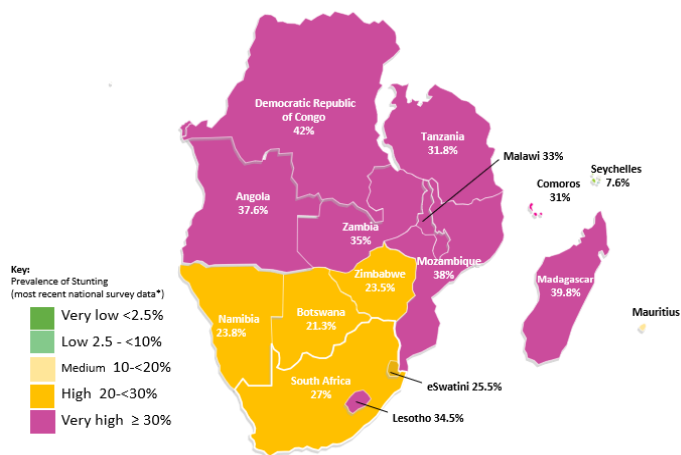 Democratic Republic
of Congo
42%
Tanzania
31.8%
Malawi 33%
Seychelles
7.6%
Comoros
31%
Angola
37.6%
Zambia
35%
Mozambique
38%
Madagascar
39.8%
Zimbabwe
23.5%
Mauritius
Namibia
23.8%
Botswana
21.3%
South Africa
27%
eSwatini 25.5%
Lesotho 34.5%
Key:
Prevalence of Stunting
(most recent national survey data*)
Very low <2.5%
Low 2.5 - <10%
Medium 10-<20%
High 20-<30%
Very high ≥ 30%